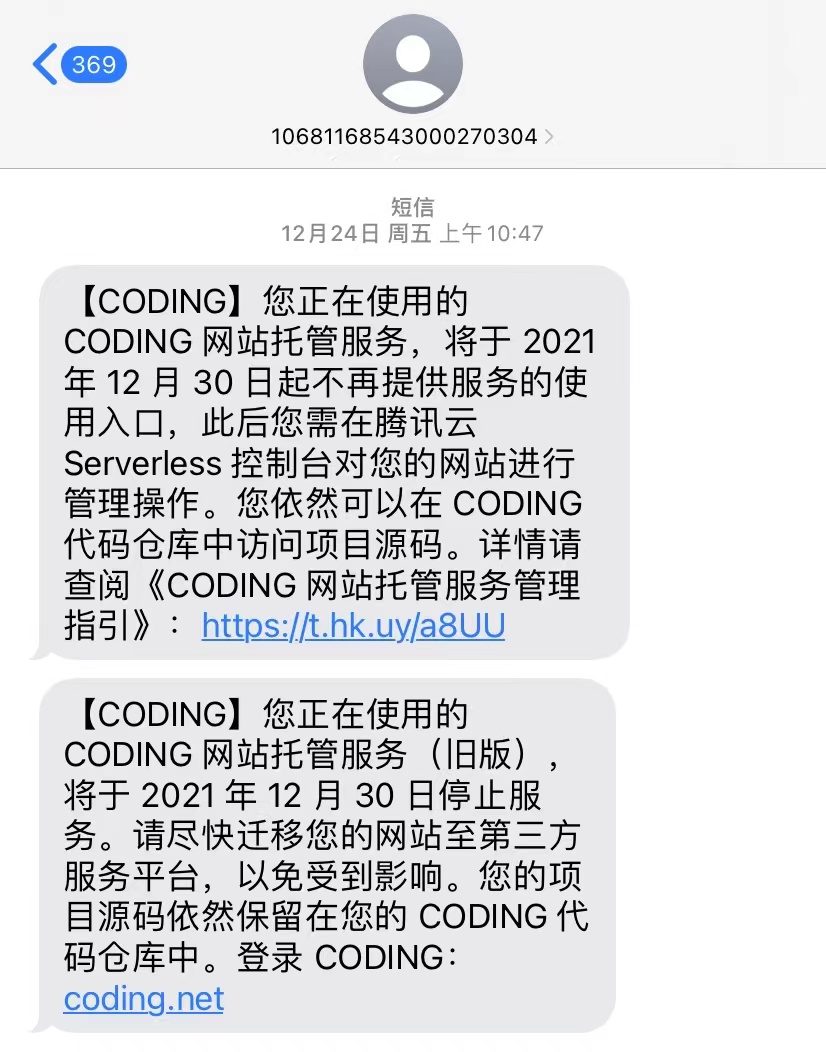 369
10681168543000270304
短信
12月24日 周五 上午10:47
【CODING】您正在使用的
CODING 网站托管服务，将于 2021
年 12 月 30 日起不再提供服务的使
用入口，此后您需在腾讯云
Serverless 控制台对您的网站进行
管理操作。您依然可以在 CODING
代码仓库中访问项目源码。详情请
查阅《CODING 网站托管服务管理
指引》：https://t.hk.uy/a8UU
【CODING】您正在使用的
CODING 网站托管服务（旧版），
将于 2021 年 12 月 30 日停止服
务。请尽快迁移您的网站至第三方
服务平台，以免受到影响。您的项
目源码依然保留在您的 CODING 代
码仓库中。登录 CODING：
coding.net